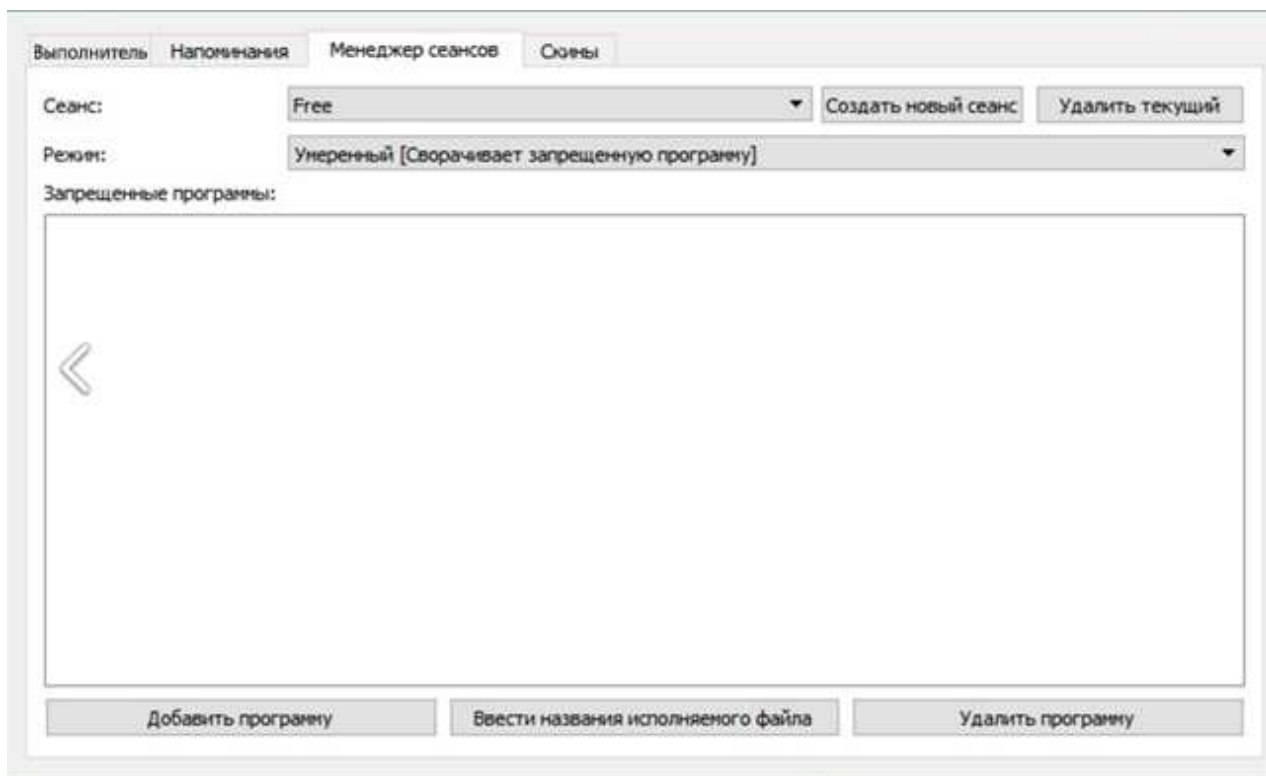 Выполнитель Напоминания Менеджер сеансов Скины
Сеанс: Free Создать новый сеанс Удалить текущий
Режим: Умеренный [Сворачивает запрещенную программу]
Запрещенные программы:
Добавить программу Ввести названия исполняемого файла Удалить программу